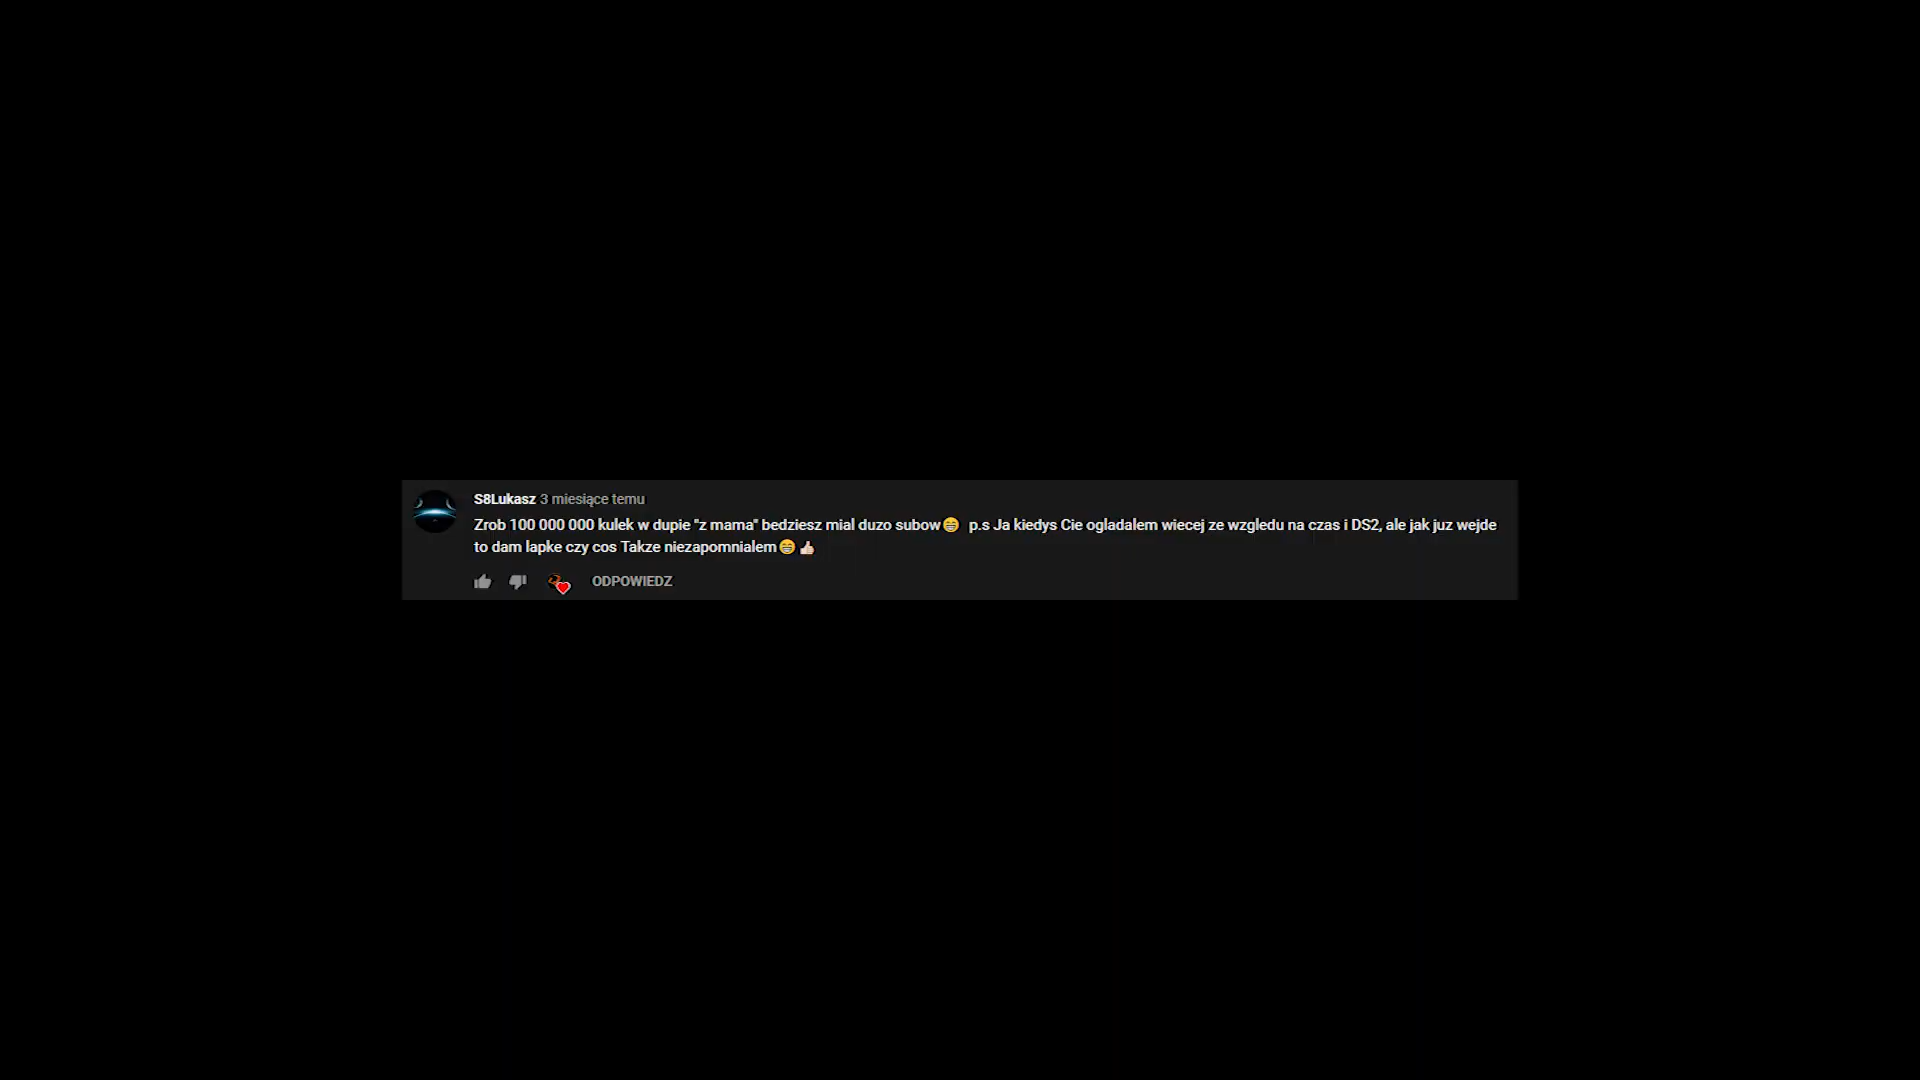 S8Lukasz 3 miesiące temu
Zrob 100 000 000 kulek w dupie "z mama" bedziesz mial duzo subow😁 p.s Ja kiedys Cie ogladalem wiecej ze wzgledu na czas i DS2, ale jak juz wejde
to dam lapke czy cos Takze niezapomnialem😁👍🏻
ODPOWIEDZ